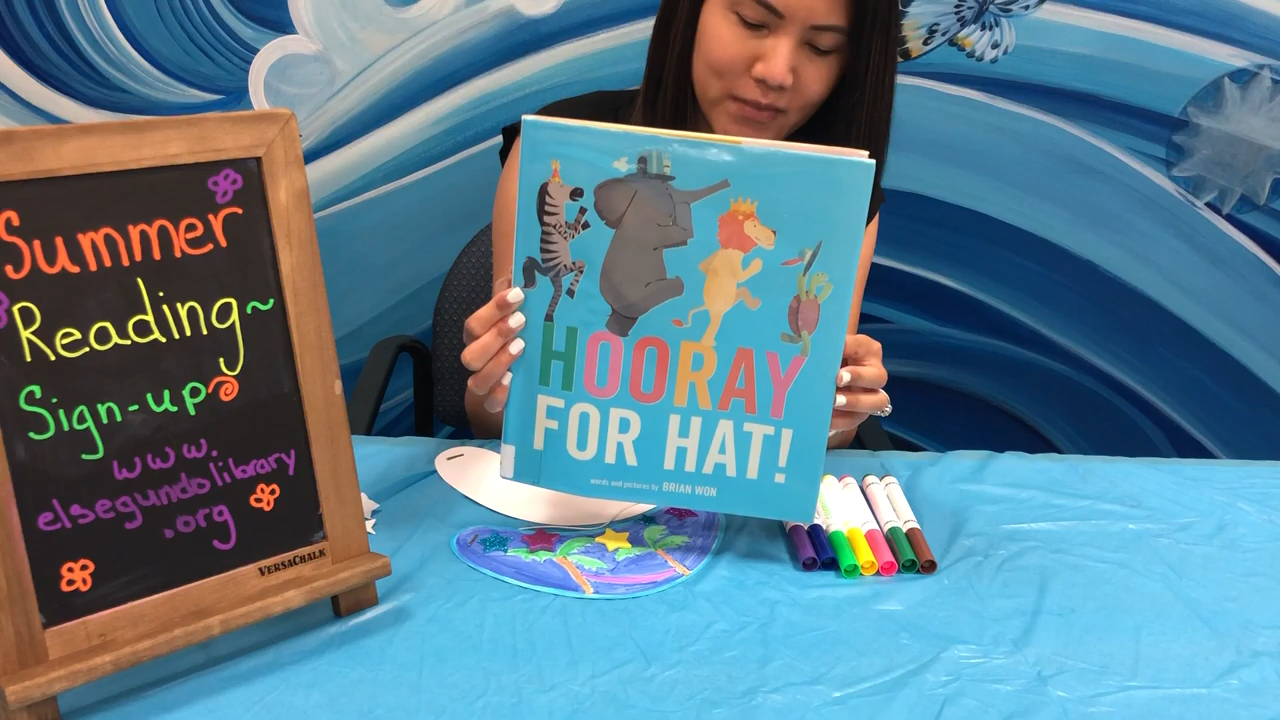 Summer
Reading~
Sign-up
www.
elsegundolibrary
.org
VERSACHALK
HOORAY
FOR HAT!
words and pictures by BRIAN WON